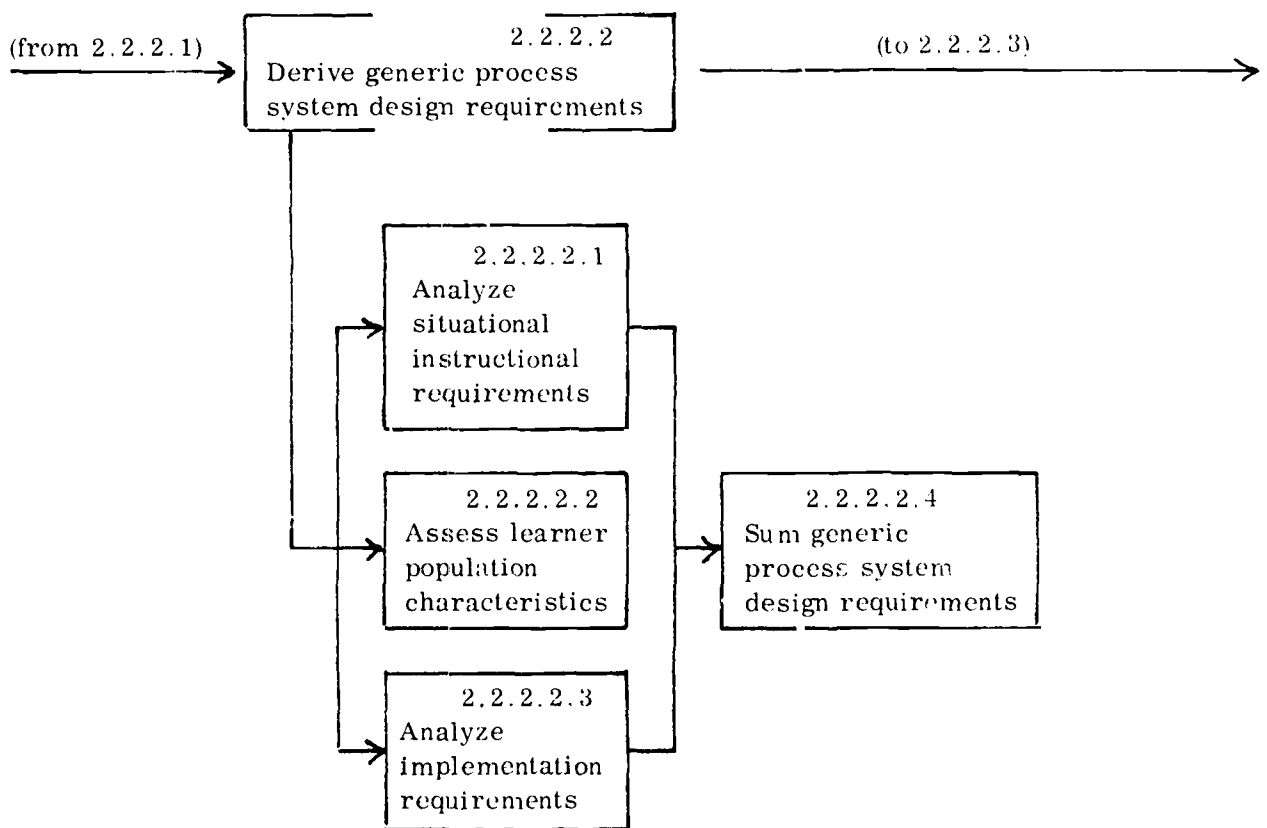 (from 2.2.2.1)
2.2.2.2
Derive generic process
system design requirements
(to 2.2.2.3)
2.2.2.2.1
Analyze
situational
instructional
requirements
2.2.2.2.2
Assess learner
population
characteristics
2.2.2.2.3
Analyze
implementation
requirements
2.2.2.2.4
Sum generic
process system
design requirements